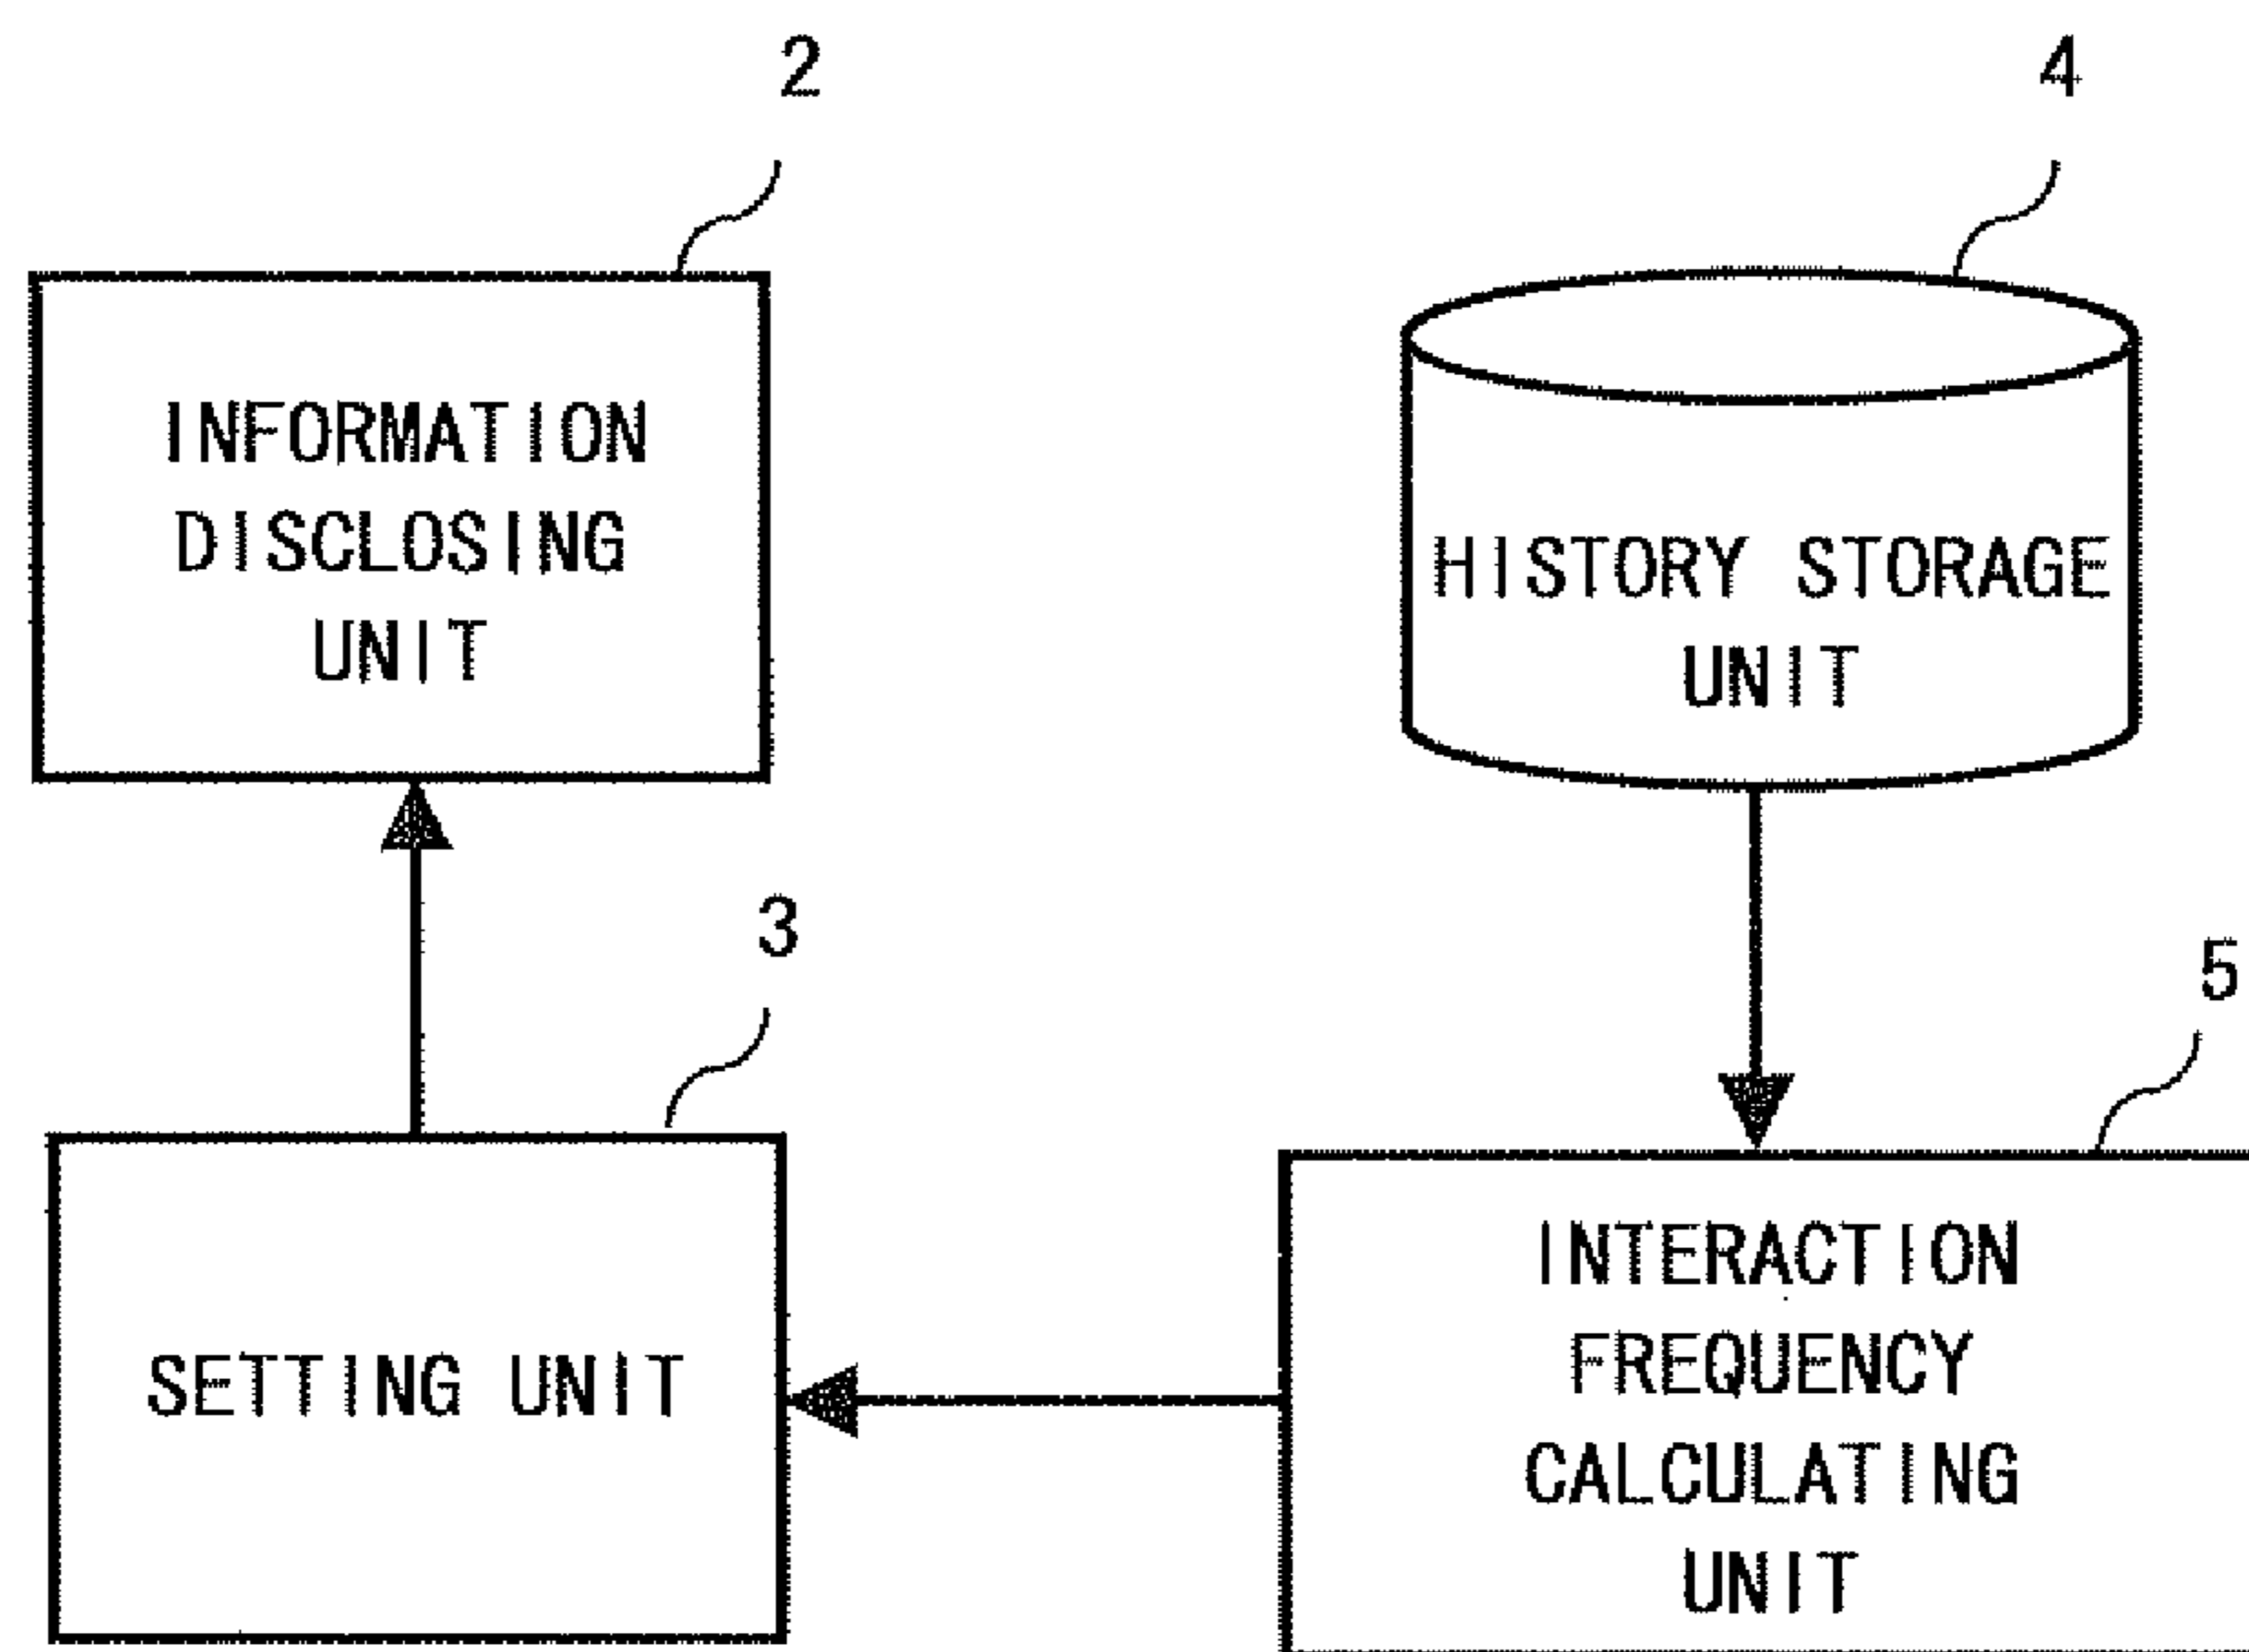 2
INFORMATION
DISCLOSING
UNIT
4
HISTORY STORAGE
UNIT
3
SETTING UNIT
5
INTERACTION
FREQUENCY
CALCULATING
UNIT